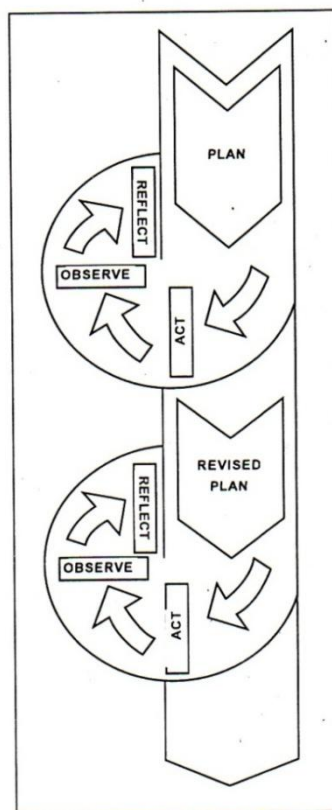 PLAN
REFLECT
OBSERVE
ACT
REVISED
PLAN
REFLECT
OBSERVE
ACT